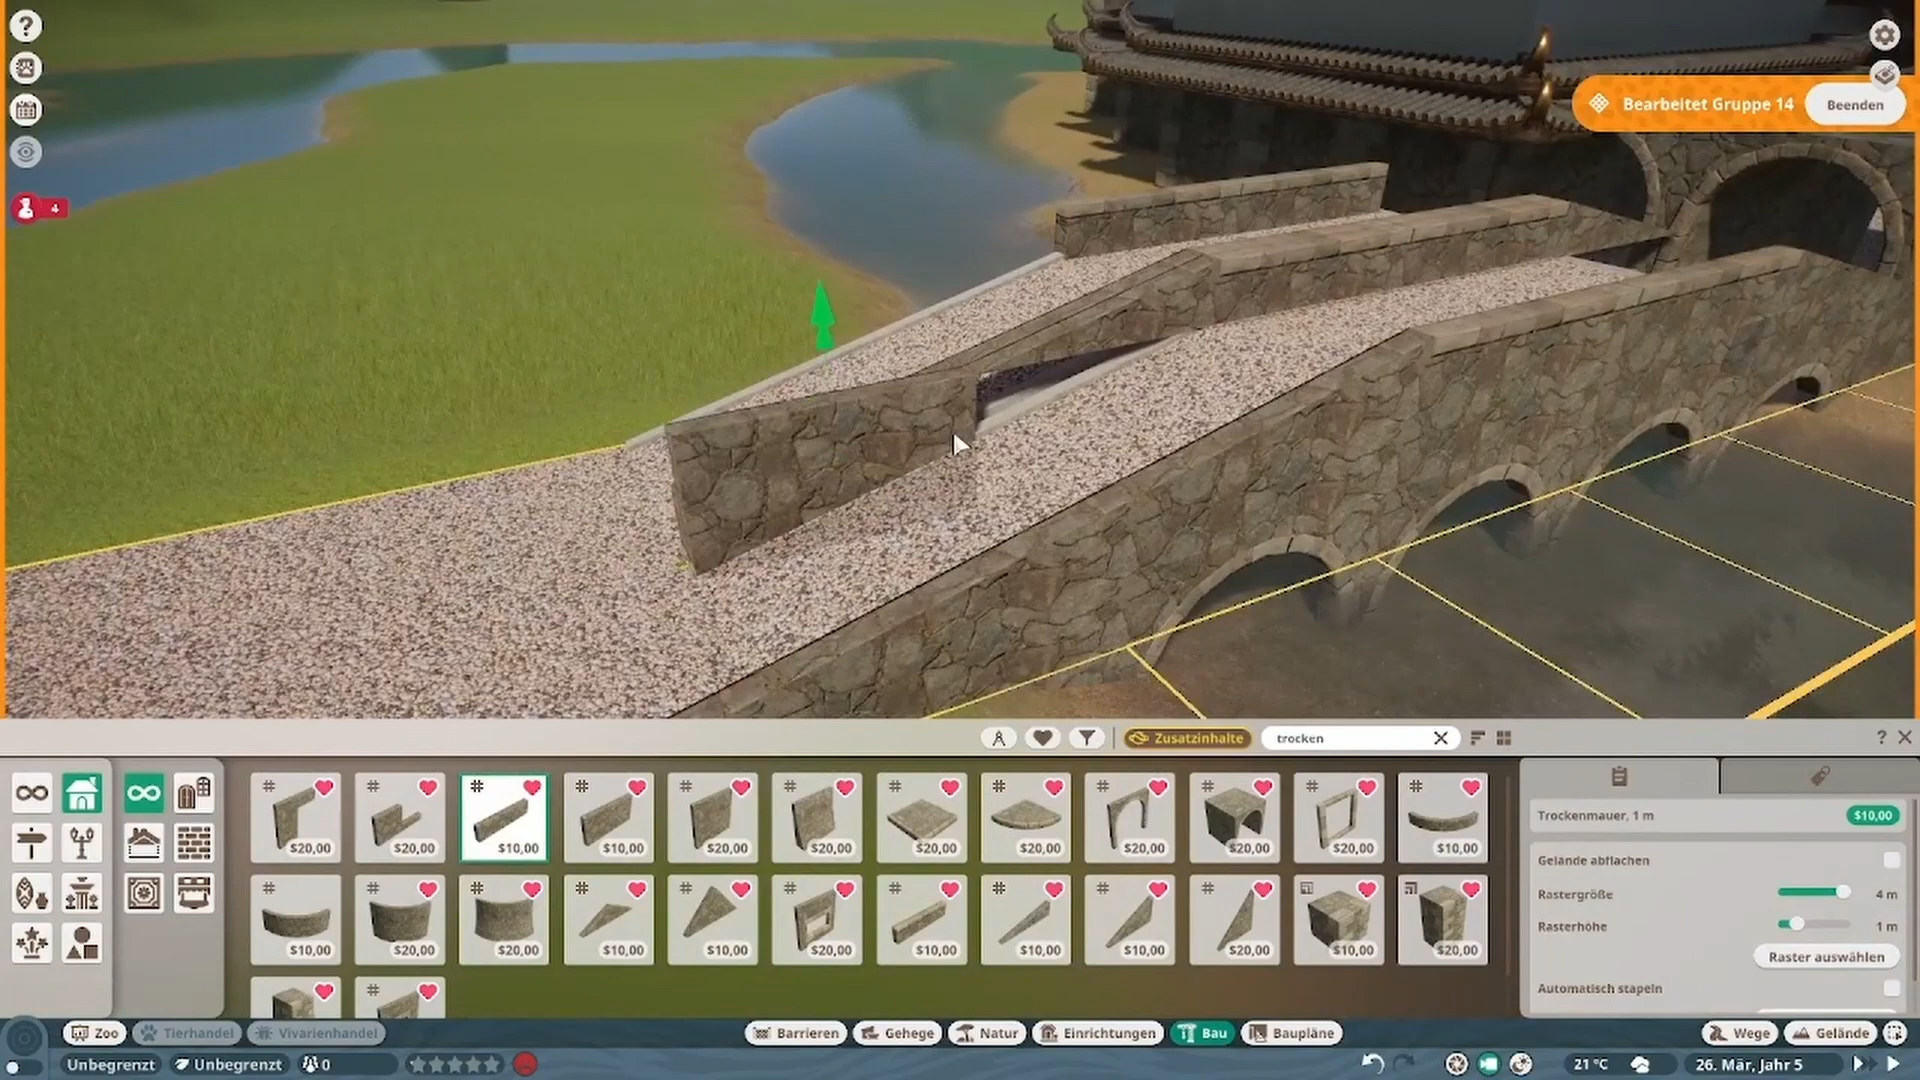 ?
4
Bearbeitet Gruppe 14
Beenden
Zusatzinhalte
trocken
?
$20,00
$20,00
$10,00
$10,00
$20,00
$20,00
$20,00
$20,00
$20,00
$20,00
$20,00
$10,00
$10,00
$20,00
$20,00
$10,00
$10,00
$20,00
$10,00
$10,00
$10,00
$20,00
$10,00
$20,00
Trockenmauer, 1 m
$10,00
Gelände abflachen
Rastergröße
4 m
Rasterhöhe
1 m
Raster auswählen
Automatisch stapeln
Zoo
Tierhandel
Vivarienhandel
Barrieren
Gehege
Natur
Einrichtungen
Bau
Baupläne
Wege
Gelände
Unbegrenzt
Unbegrenzt
0
21 °C
26. Mär, Jahr 5